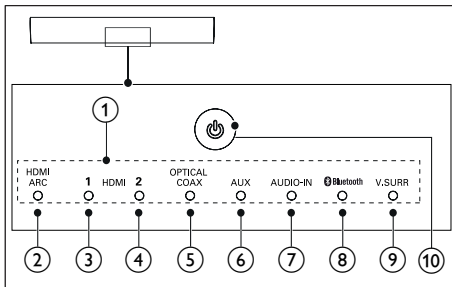 1
HDMI ARC
1 HDMI 2
OPTICAL COAX
AUX
AUDIO-IN
Bluetooth
V.SURR
2 3 4 5 6 7 8 9 10